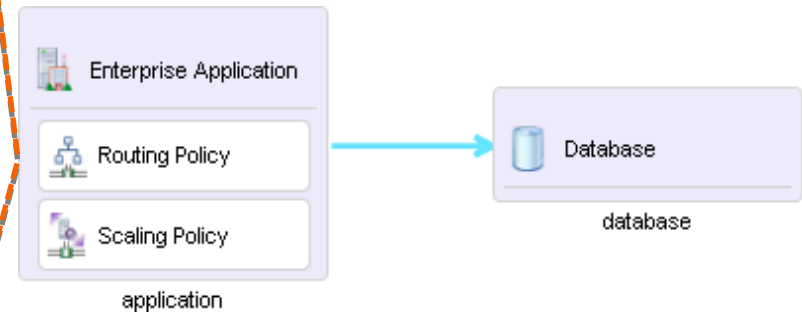 Enterprise Application
Routing Policy
Scaling Policy
application
Database
database